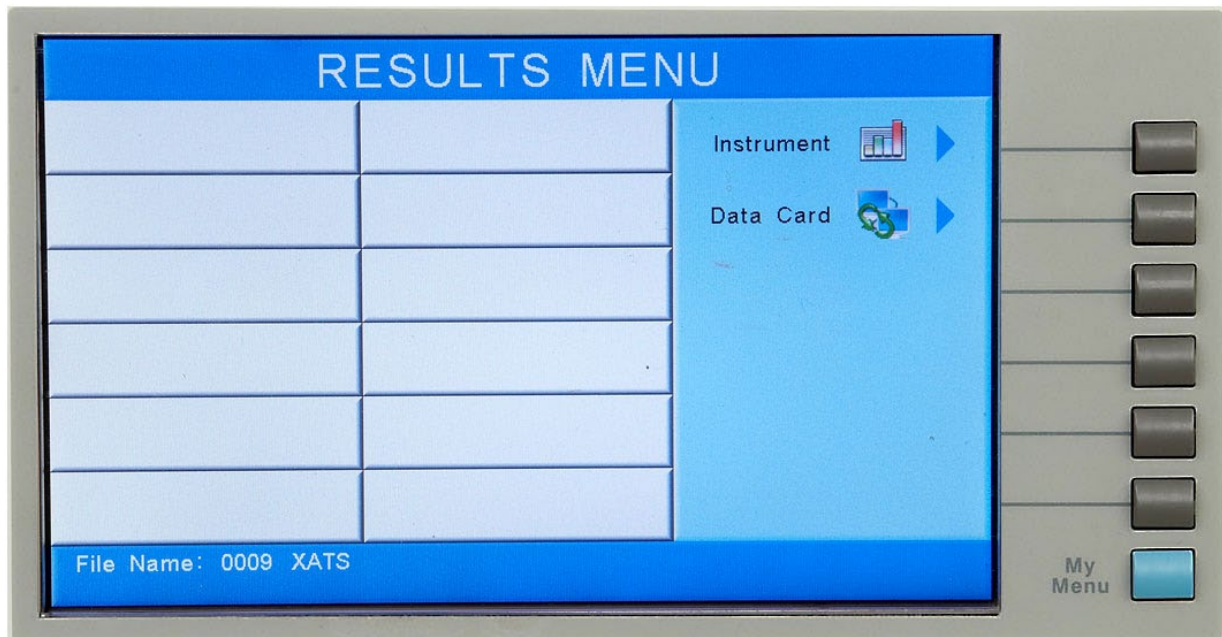 RESULTS MENU
Instrument
Data Card
File Name: 0009 XATS
My
Menu